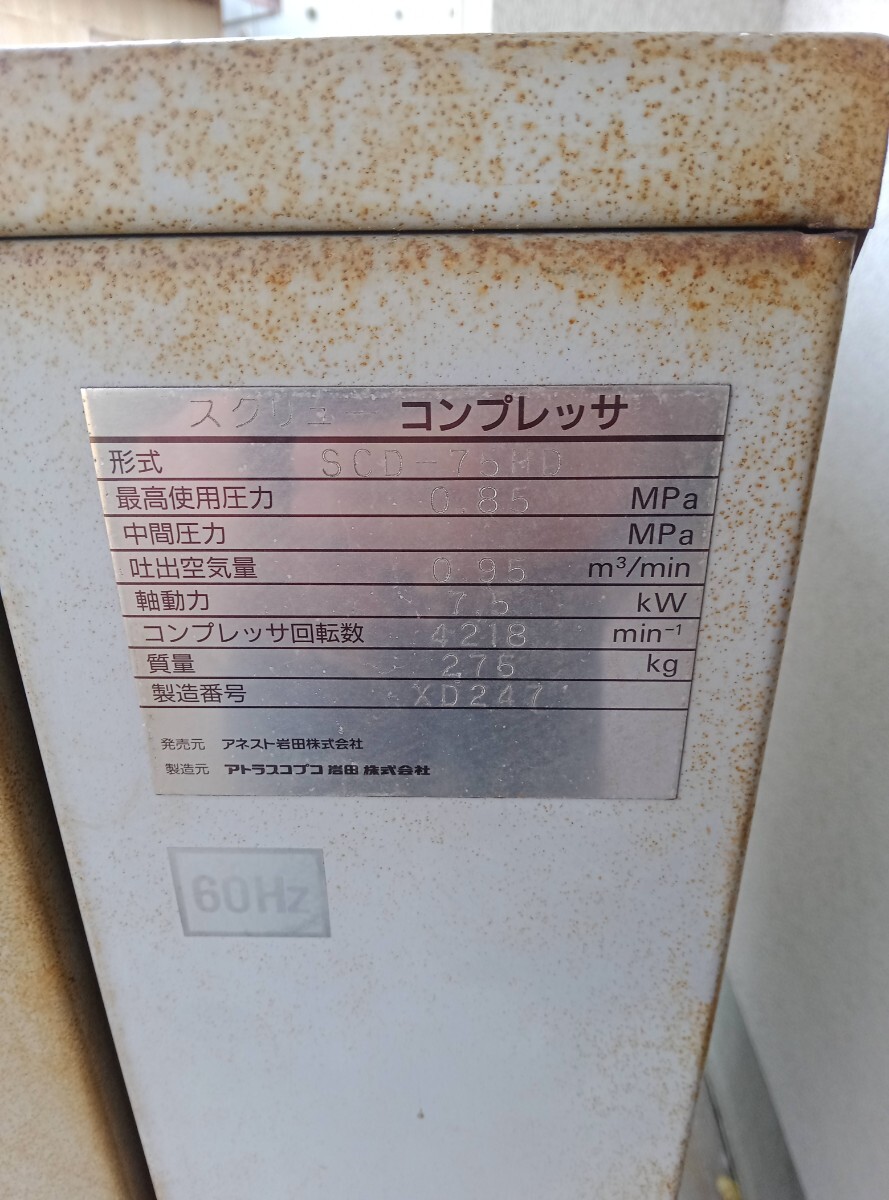 スクリュー コンプレッサ
形式 SCD-75MD
最高使用圧力 0.85 MPa
中間圧力 MPa
吐出空気量 0.95 m³/min
軸動力 7.5 kW
コンプレッサ回転数 4218 min⁻¹
質量 275 kg
製造番号 XD247
発売元 アネスト岩田株式会社
製造元 アトラスコプコ 岩田 株式会社
60Hz